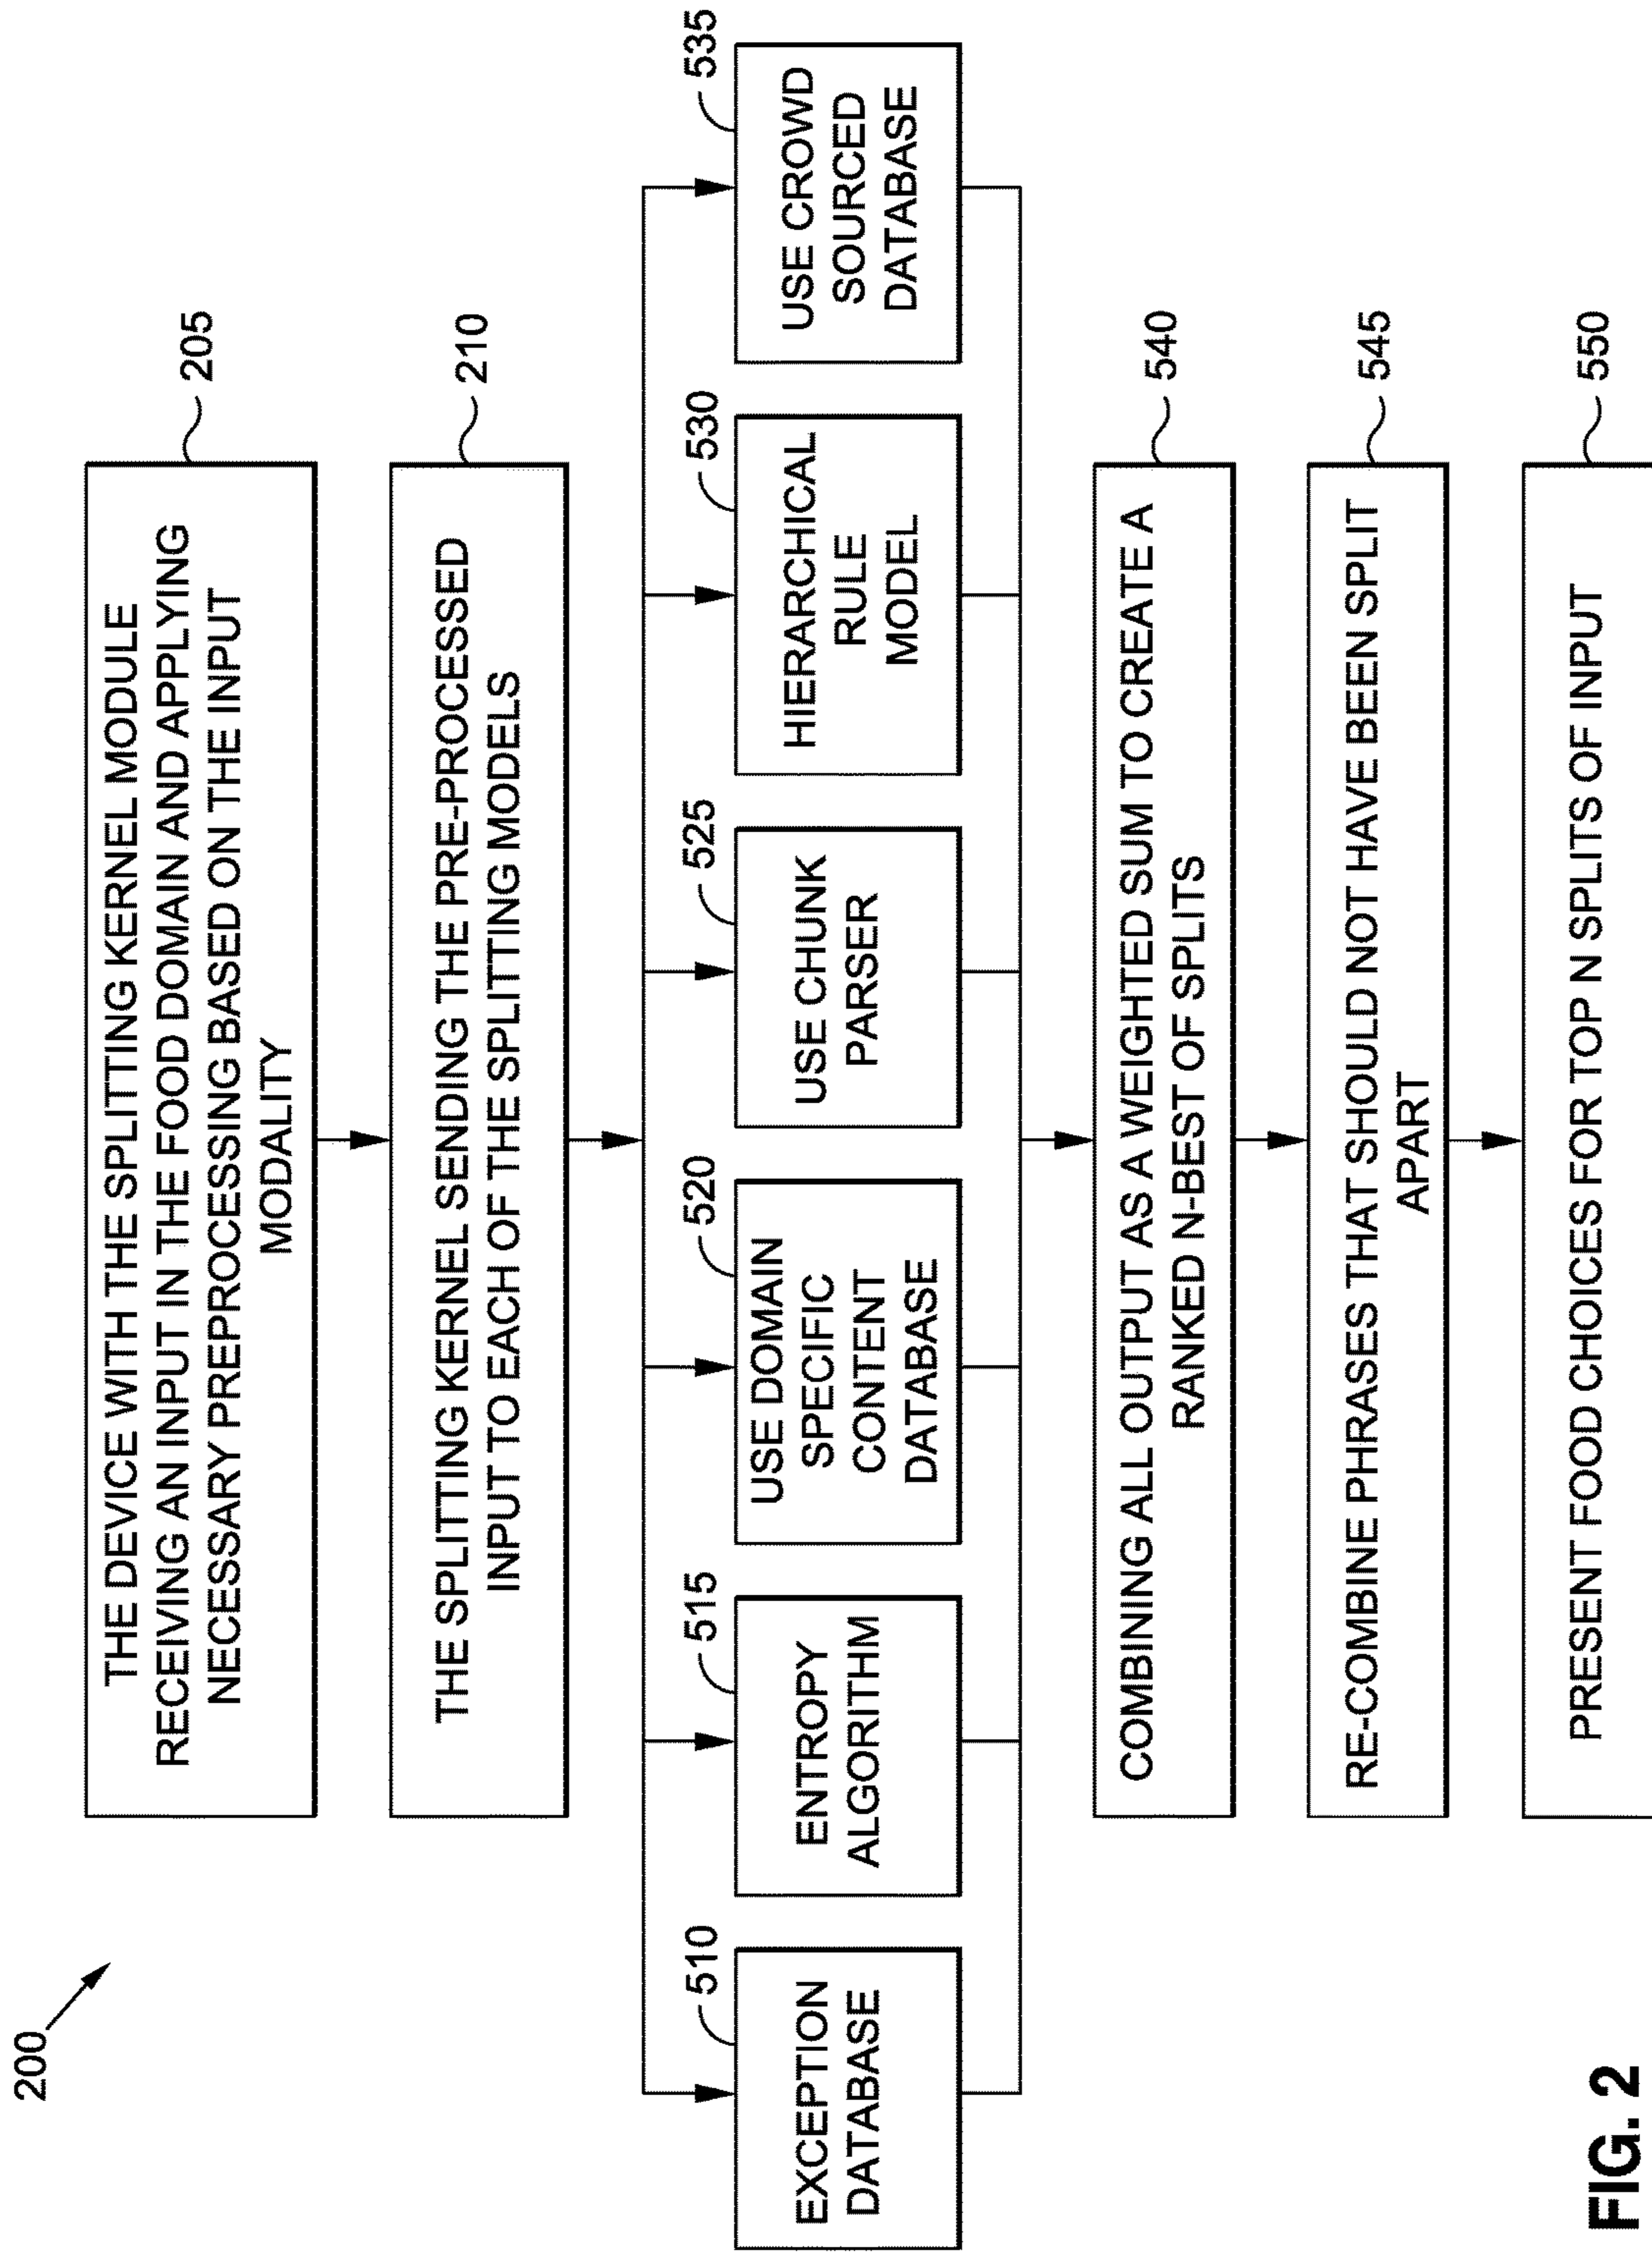 200
THE DEVICE WITH THE SPLITTING KERNEL MODULE
RECEIVING AN INPUT IN THE FOOD DOMAIN AND APPLYING
NECESSARY PREPROCESSING BASED ON THE INPUT
MODALITY
205
THE SPLITTING KERNEL SENDING THE PRE-PROCESSED
INPUT TO EACH OF THE SPLITTING MODELS
210
510
EXCEPTION
DATABASE
515
ENTROPY
ALGORITHM
520
USE DOMAIN
SPECIFIC
CONTENT
DATABASE
525
USE CHUNK
PARSER
530
HIERARCHICAL
RULE
MODEL
535
USE CROWD
SOURCED
DATABASE
COMBINING ALL OUTPUT AS A WEIGHTED SUM TO CREATE A
RANKED N-BEST OF SPLITS
540
RE-COMBINE PHRASES THAT SHOULD NOT HAVE BEEN SPLIT
APART
545
PRESENT FOOD CHOICES FOR TOP N SPLITS OF INPUT
550
FIG. 2